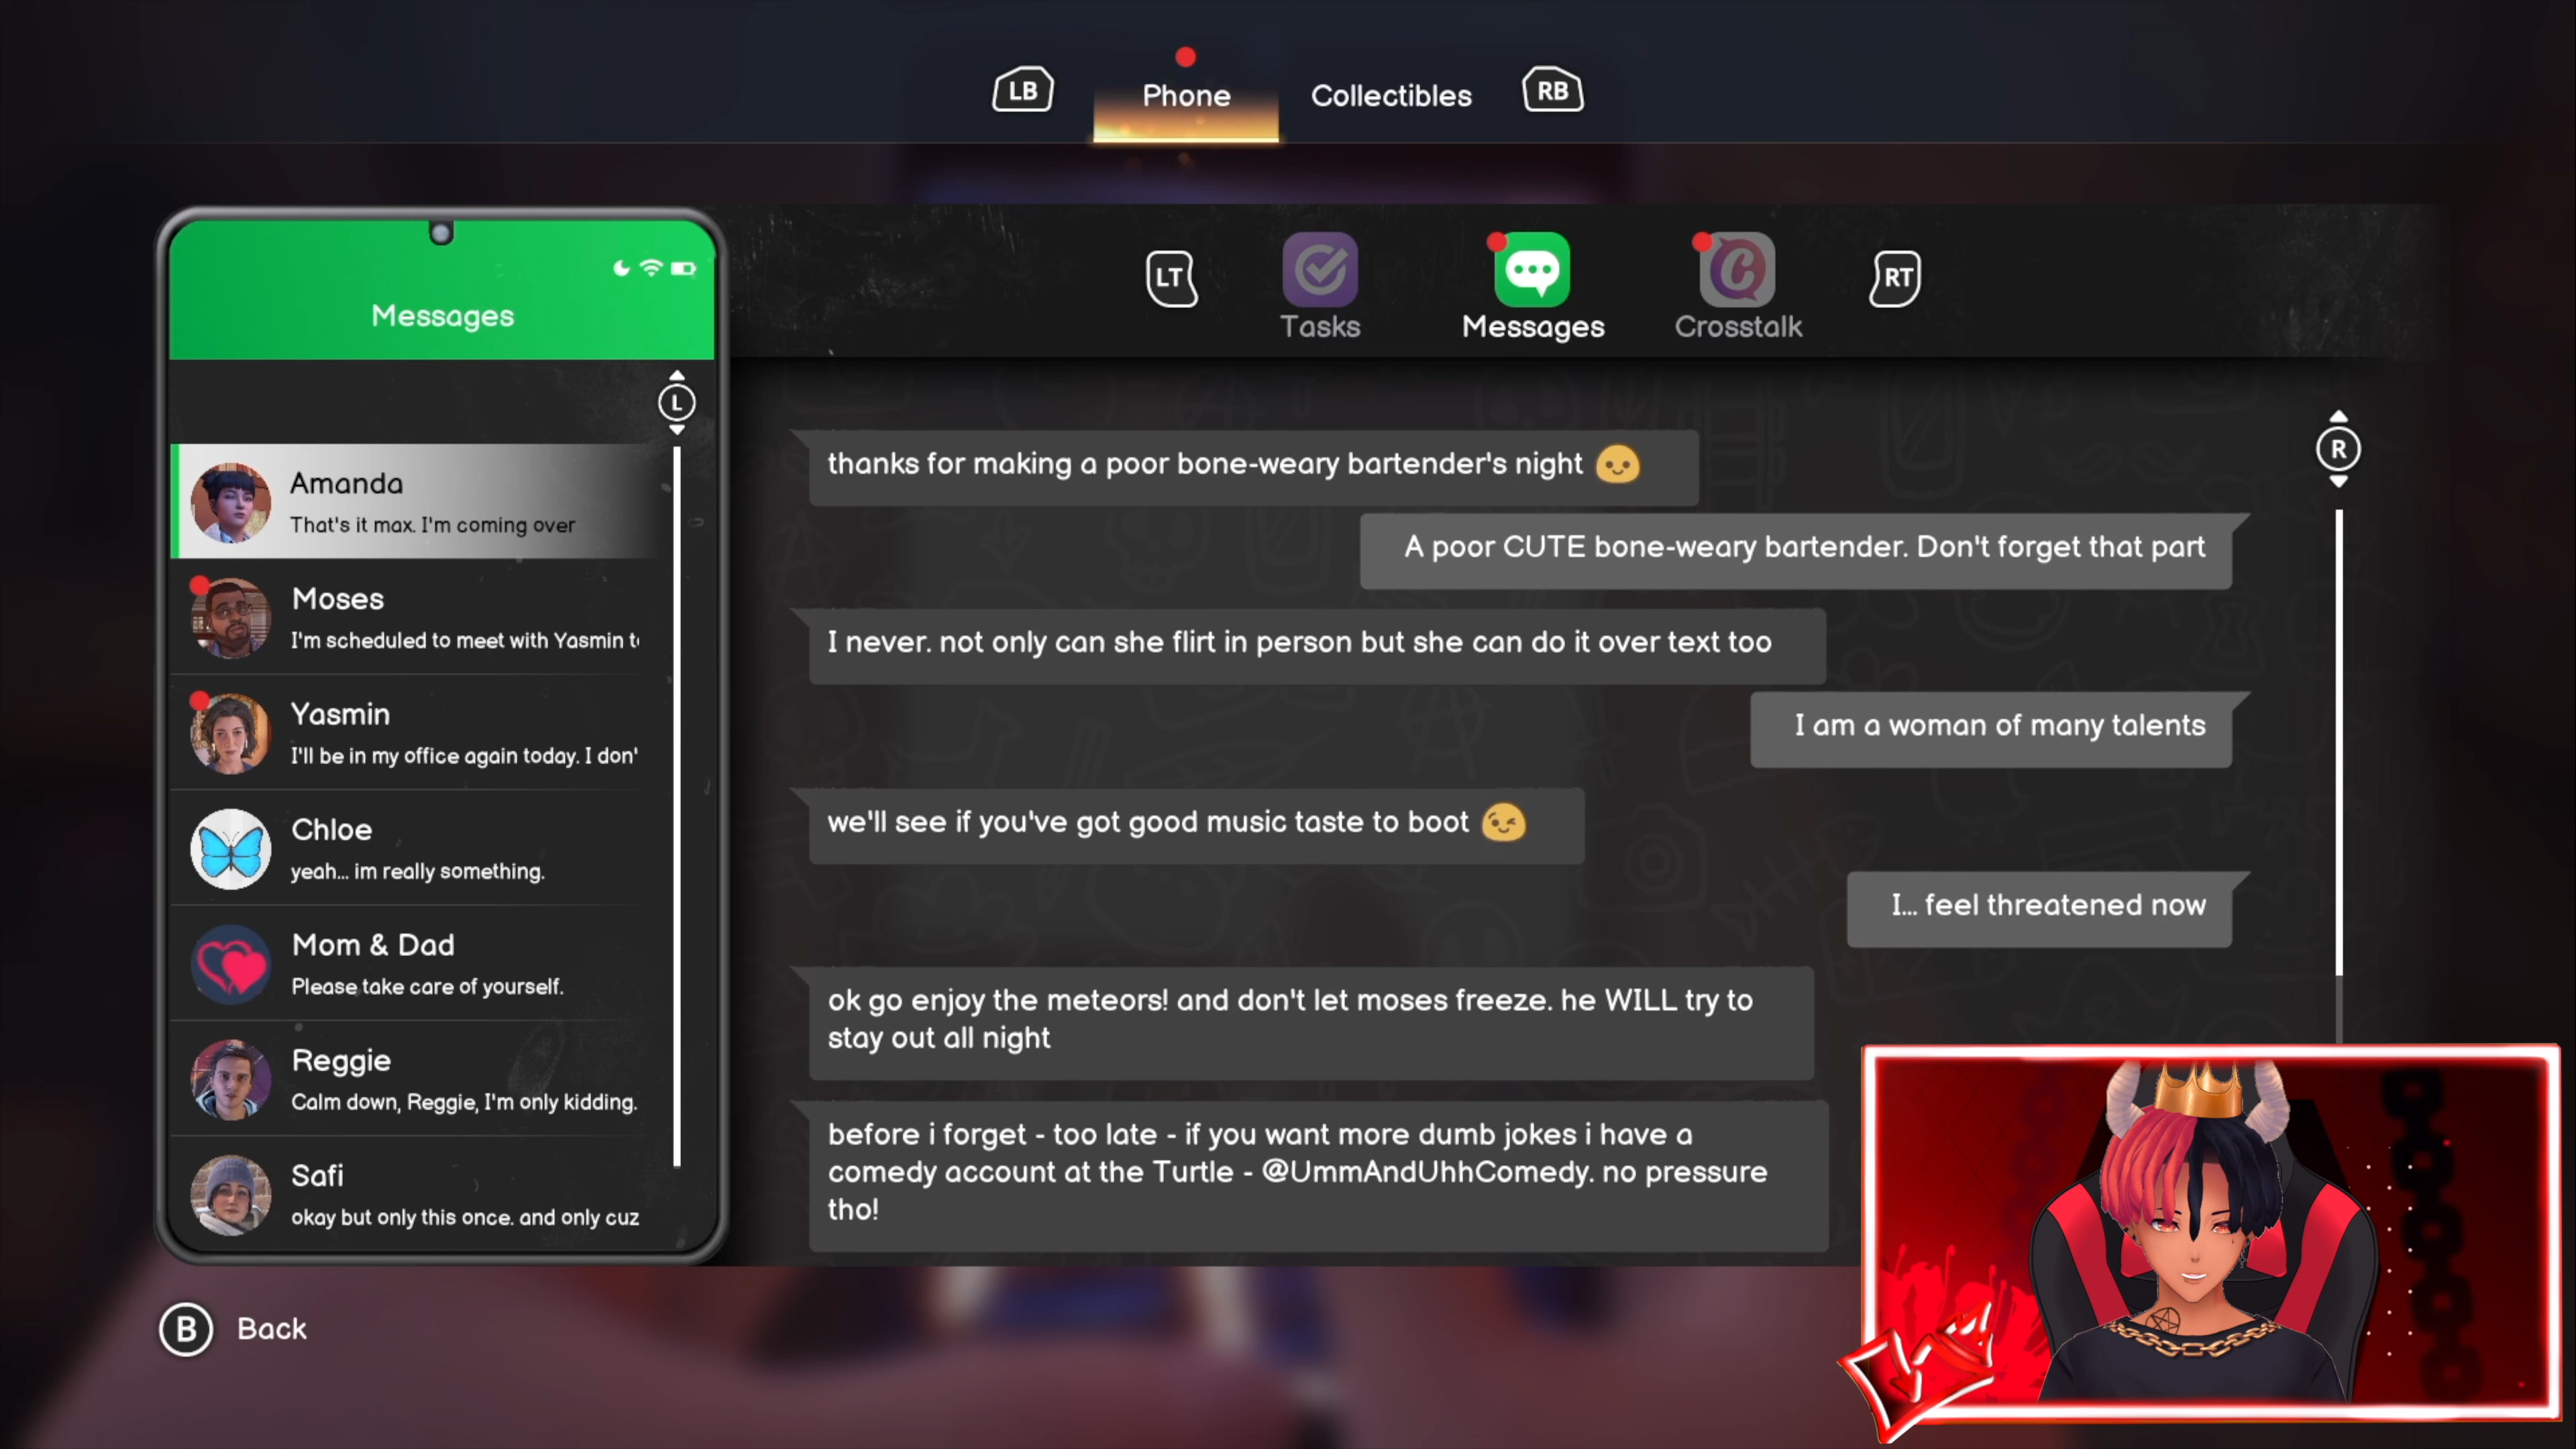 LB
Phone
Collectibles
RB
Messages
LT
Tasks
Messages
Crosstalk
RT
L
Amanda
That's it max. I'm coming over
Moses
I'm scheduled to meet with Yasmin t
Yasmin
I'll be in my office again today. I don'
Chloe
yeah... im really something.
Mom & Dad
Please take care of yourself.
Reggie
Calm down, Reggie, I'm only kidding.
Safi
okay but only this once. and only cuz
R
thanks for making a poor bone-weary bartender's night
A poor CUTE bone-weary bartender. Don't forget that part
I never. not only can she flirt in person but she can do it over text too
I am a woman of many talents
we'll see if you've got good music taste to boot
I... feel threatened now
ok go enjoy the meteors! and don't let moses freeze. he WILL try to
stay out all night
before i forget - too late - if you want more dumb jokes i have a
comedy account at the Turtle - @UmmAndUhhComedy. no pressure
tho!
B
Back